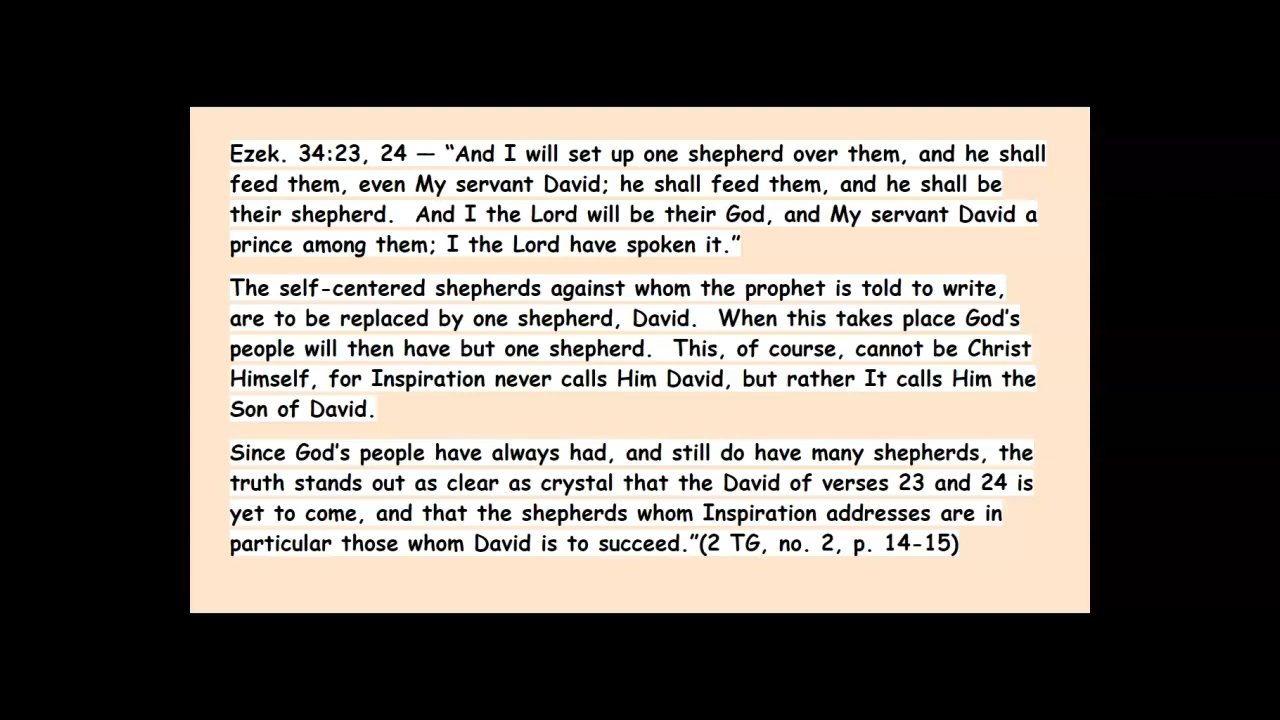 Ezek. 34:23, 24 — “And I will set up one shepherd over them, and he shall
feed them, even My servant David; he shall feed them, and he shall be
their shepherd.  And I the Lord will be their God, and My servant David a
prince among them; I the Lord have spoken it.”
The self-centered shepherds against whom the prophet is told to write,
are to be replaced by one shepherd, David.  When this takes place God’s
people will then have but one shepherd.  This, of course, cannot be Christ
Himself, for Inspiration never calls Him David, but rather It calls Him the
Son of David.
Since God’s people have always had, and still do have many shepherds, the
truth stands out as clear as crystal that the David of verses 23 and 24 is
yet to come, and that the shepherds whom Inspiration addresses are in
particular those whom David is to succeed.”(2 TG, no. 2, p. 14-15)